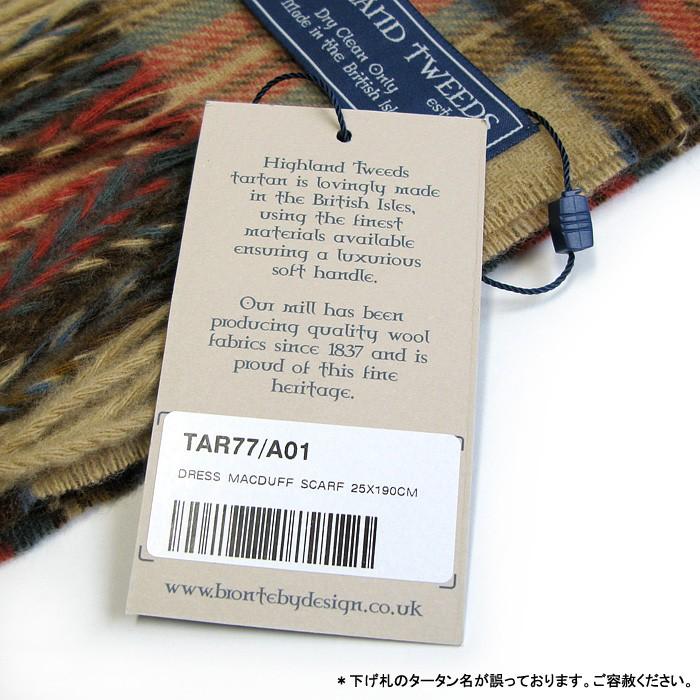 LAND TWEEDS
Dry Clean Only
Made in the British Isles
Highland Tweeds
tartan is lovingly made
in the British Isles,
using the finest
materials available
ensuring a luxurious
soft handle.
Our mill has been
producing quality wool
fabrics since 1837 and is
proud of this fine
heritage.
TAR77/A01
DRESS MACDUFF SCARF 25X190CM
www.brontebydesign.co.uk
*下げ札のタータン名が誤っております。ご容赦ください。